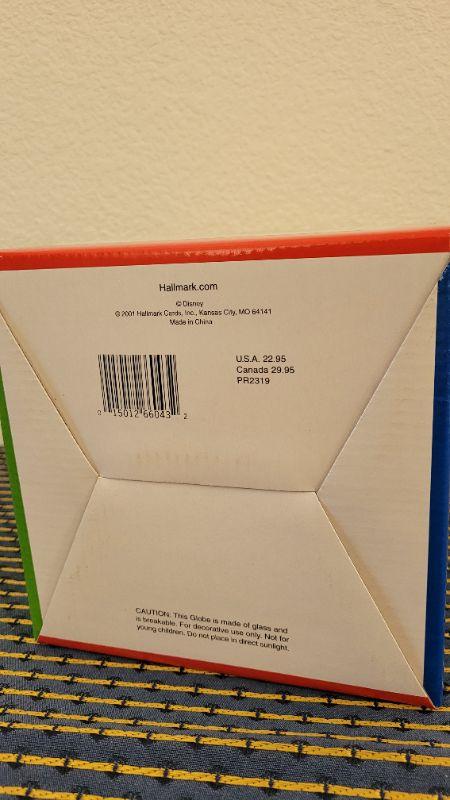 Hallmark.com
© Disney
© 2001 Hallmark Cards, Inc., Kansas City, MO 64141
Made in China
U.S.A. 22.95
Canada 29.95
PR2319
0 15012 66043 2
CAUTION: This Globe is made of glass and
is breakable. For decorative use only. Not for
young children. Do not place in direct sunlight.